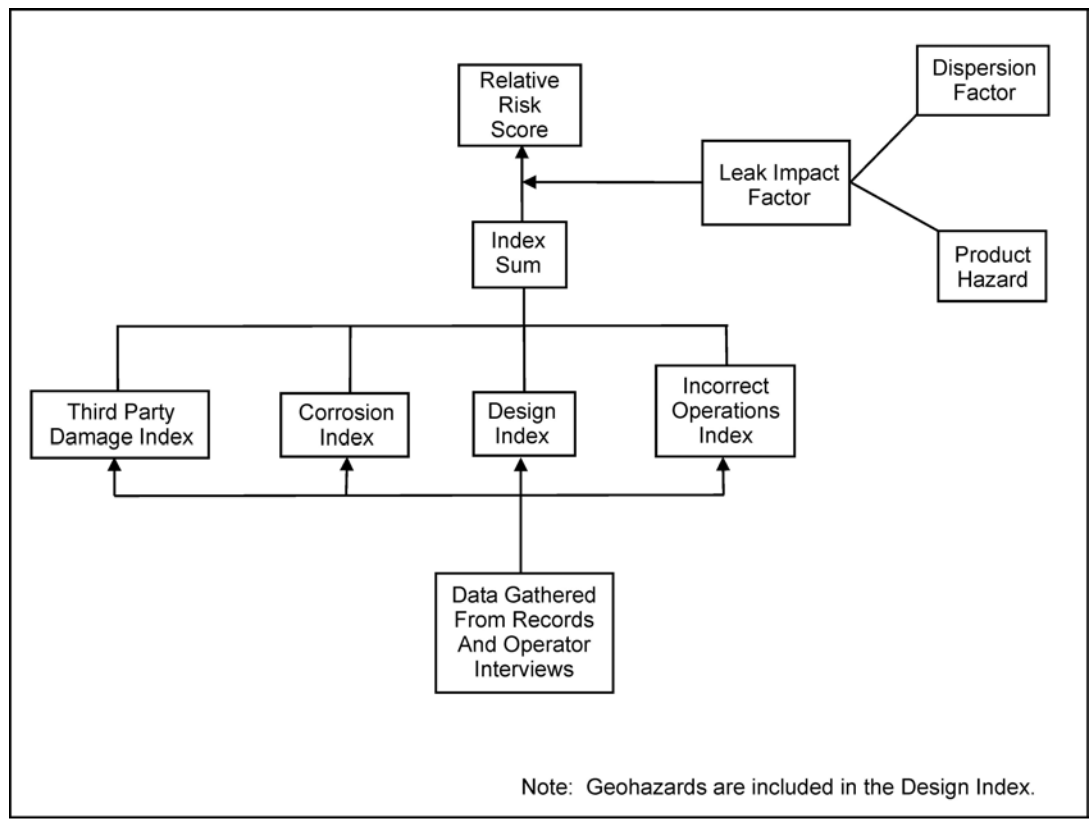 Relative
Risk
Score
Dispersion
Factor
Leak Impact
Factor
Index
Sum
Product
Hazard
Third Party
Damage Index
Corrosion
Index
Design
Index
Incorrect
Operations
Index
Data Gathered
From Records
And Operator
Interviews
Note: Geohazards are included in the Design Index.